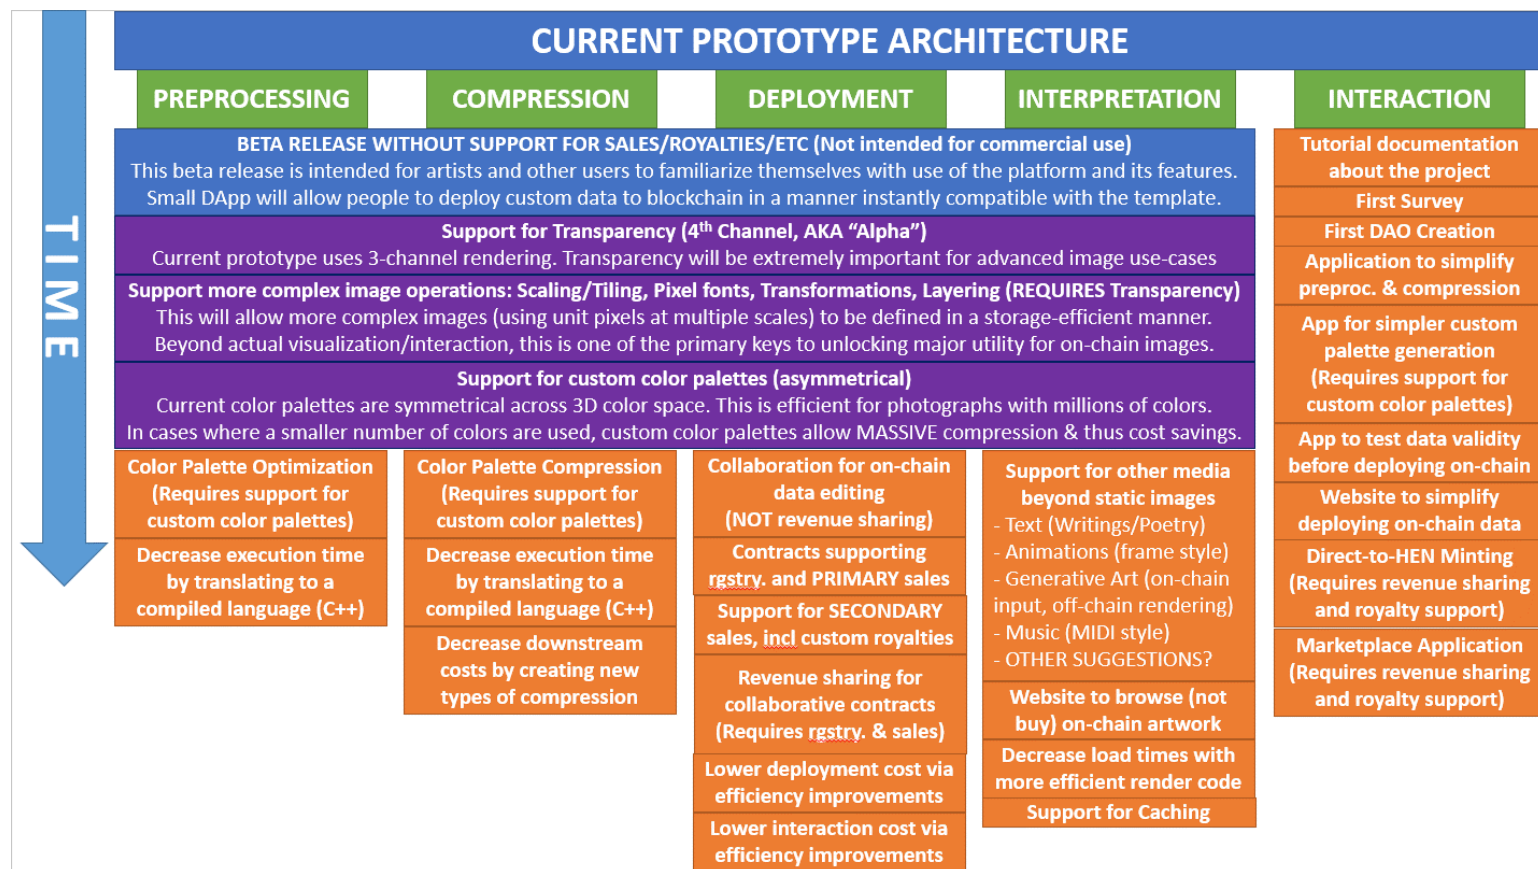 CURRENT PROTOTYPE ARCHITECTURE
TIME
PREPROCESSING
COMPRESSION
DEPLOYMENT
INTERPRETATION
INTERACTION
BETA RELEASE WITHOUT SUPPORT FOR SALES/ROYALTIES/ETC (Not intended for commercial use)
This beta release is intended for artists and other users to familiarize themselves with use of the platform and its features.
Small DApp will allow people to deploy custom data to blockchain in a manner instantly compatible with the template.
Support for Transparency (4th Channel, AKA “Alpha”)
Current prototype uses 3-channel rendering. Transparency will be extremely important for advanced image use-cases
Support more complex image operations: Scaling/Tiling, Pixel fonts, Transformations, Layering (REQUIRES Transparency)
This will allow more complex images (using unit pixels at multiple scales) to be defined in a storage-efficient manner.
Beyond actual visualization/interaction, this is one of the primary keys to unlocking major utility for on-chain images.
Support for custom color palettes (asymmetrical)
Current color palettes are symmetrical across 3D color space. This is efficient for photographs with millions of colors.
In cases where a smaller number of colors are used, custom color palettes allow MASSIVE compression & thus cost savings.
Color Palette Optimization
(Requires support for
custom color palettes)
Decrease execution time
by translating to a
compiled language (C++)
Color Palette Compression
(Requires support for
custom color palettes)
Decrease execution time
by translating to a
compiled language (C++)
Decrease downstream
costs by creating new
types of compression
Collaboration for on-chain
data editing
(NOT revenue sharing)
Contracts supporting
rgstry. and PRIMARY sales
Support for SECONDARY
sales, incl custom royalties
Revenue sharing for
collaborative contracts
(Requires rgstry. & sales)
Lower deployment cost via
efficiency improvements
Lower interaction cost via
efficiency improvements
Support for other media
beyond static images
- Text (Writings/Poetry)
- Animations (frame style)
- Generative Art (on-chain
input, off-chain rendering)
- Music (MIDI style)
- OTHER SUGGESTIONS?
Website to browse (not
buy) on-chain artwork
Decrease load times with
more efficient render code
Support for Caching
Tutorial documentation
about the project
First Survey
First DAO Creation
Application to simplify
preproc. & compression
App for simpler custom
palette generation
(Requires support for
custom color palettes)
App to test data validity
before deploying on-chain
Website to simplify
deploying on-chain data
Direct-to-HEN Minting
(Requires revenue sharing
and royalty support)
Marketplace Application
(Requires revenue sharing
and royalty support)